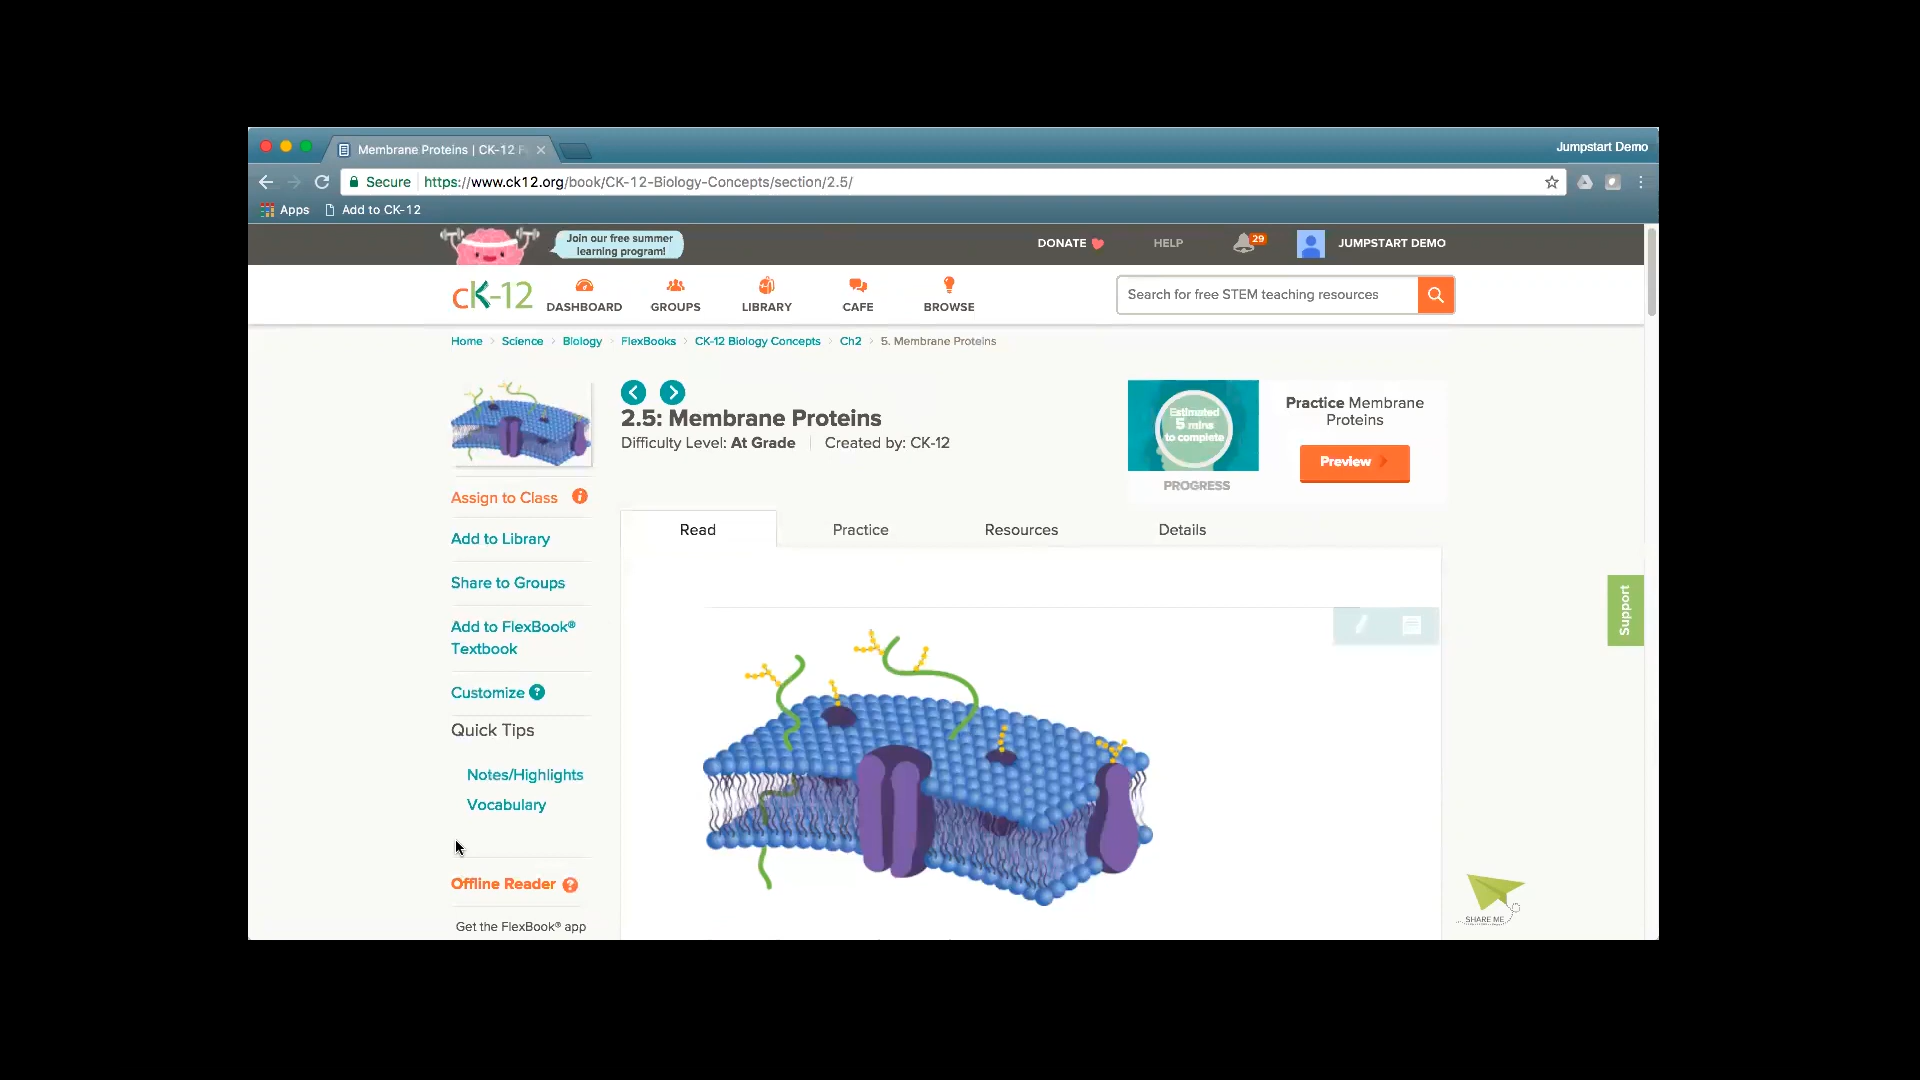 Membrane Proteins | CK-12 F
Jumpstart Demo
Secure https://www.ck12.org/book/CK-12-Biology-Concepts/section/2.5/
Apps Add to CK-12
Join our free summer
learning program!
DONATE HELP 29 JUMPSTART DEMO
cK-12
DASHBOARD GROUPS LIBRARY CAFE BROWSE
Search for free STEM teaching resources
Home Science Biology FlexBooks CK-12 Biology Concepts Ch2 5. Membrane Proteins
2.5: Membrane Proteins
Difficulty Level: At Grade Created by: CK-12
Estimated
5 mins
to complete
PROGRESS
Practice Membrane
Proteins
Preview
Assign to Class
Add to Library
Share to Groups
Add to FlexBook®
Textbook
Customize
Quick Tips
Notes/Highlights
Vocabulary
Offline Reader
Get the FlexBook® app
Read Practice Resources Details
Support
SHARE ME